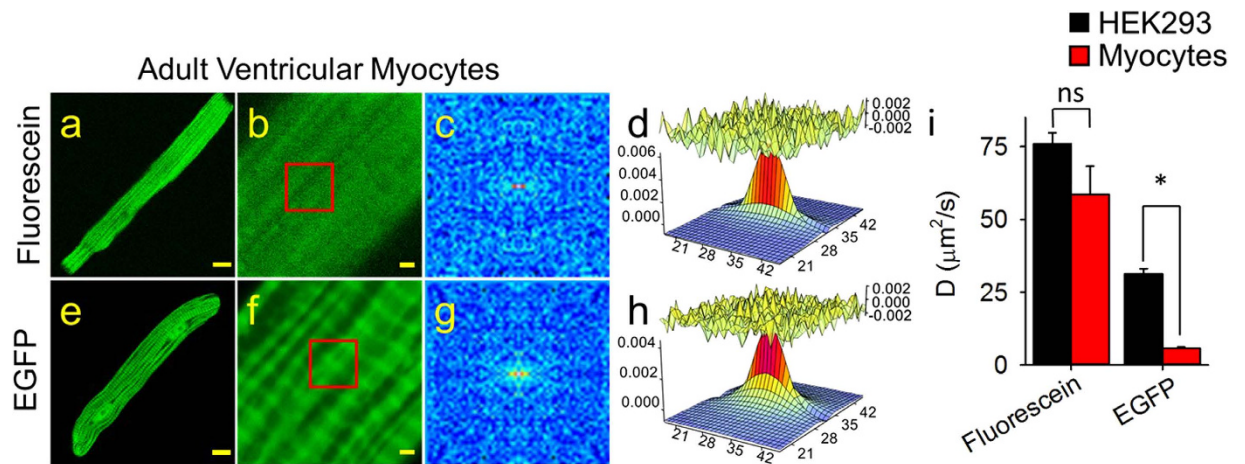 HEK293
Myocytes
Adult Ventricular Myocytes
Fluorescein
EGFP
a
b
c
d
0.002
0.000
-0.002
0.006
0.004
0.002
0.000
21
28
35
42
21
28
35
42
e
f
g
h
0.002
0.000
-0.002
0.004
0.002
0.000
21
28
35
42
21
28
35
42
i
ns
*
D (μm²/s)
75
50
25
0
Fluorescein
EGFP